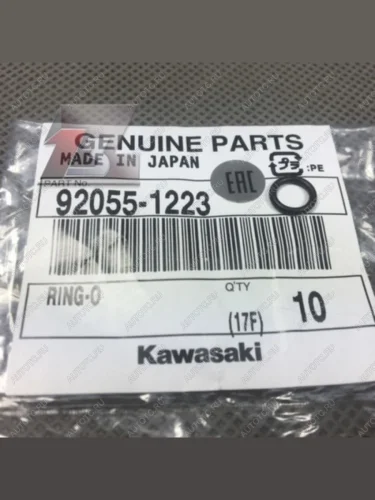 GENUINE PARTS
MADE IN JAPAN
:PE
EAC
PART No.
92055-1223
RING-O
Q'TY
(17F)
10
Kawasaki